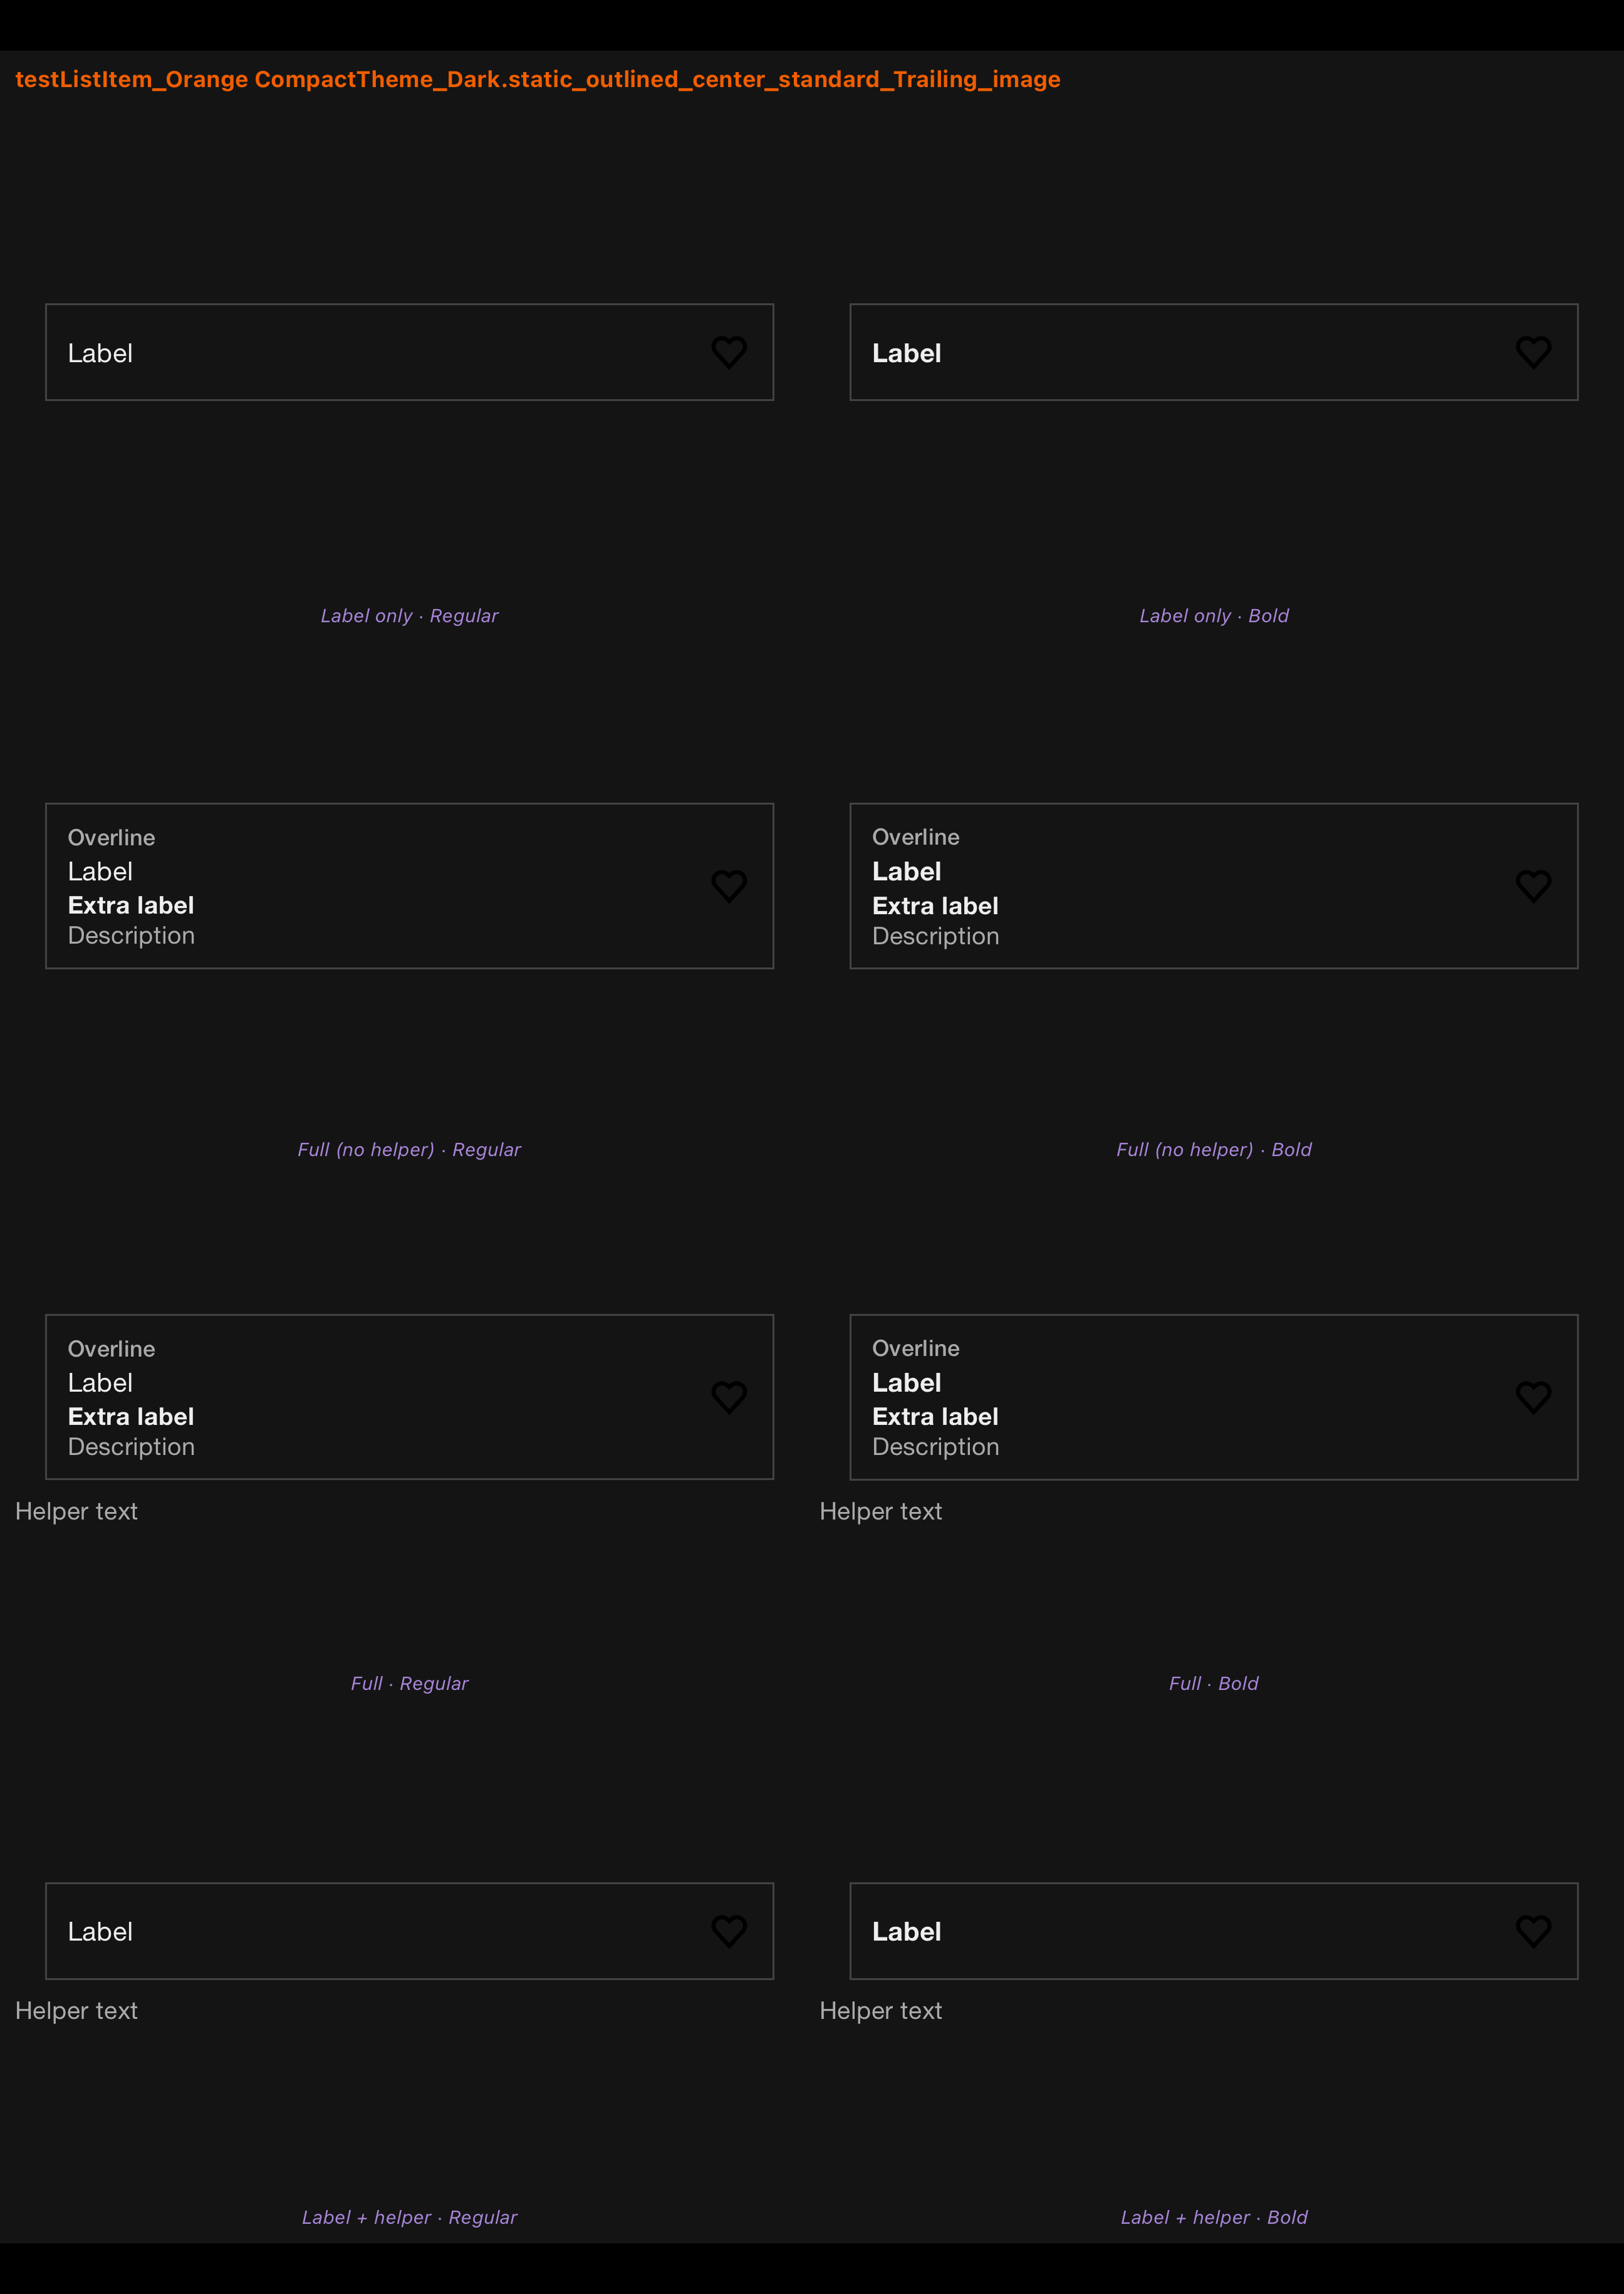 testListItem_Orange CompactTheme_Dark.static_outlined_center_standard_Trailing_image
Label
Label
Label only · Regular
Label only · Bold
Overline
Label
Extra label
Description
Overline
Label
Extra label
Description
Full (no helper) · Regular
Full (no helper) · Bold
Overline
Label
Extra label
Description
Helper text
Overline
Label
Extra label
Description
Helper text
Full · Regular
Full · Bold
Label
Helper text
Label
Helper text
Label + helper · Regular
Label + helper · Bold